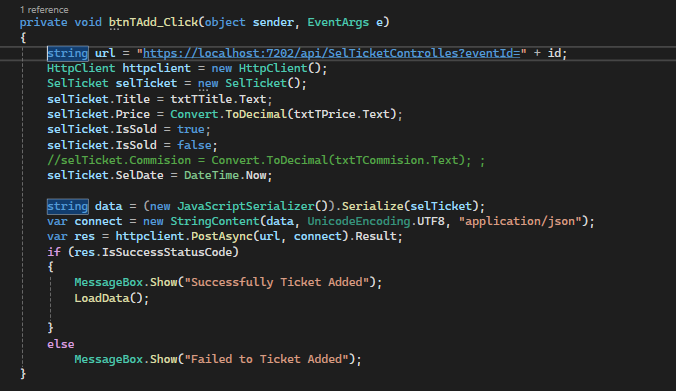 1 reference
private void btnTAdd_Click(object sender, EventArgs e)
{
string url = "https://localhost:7202/api/SelTicketControlles?eventId=" + id;
HttpClient httpclient = new HttpClient();
SelTicket selTicket = new SelTicket();
selTicket.Title = txtTTitle.Text;
selTicket.Price = Convert.ToDecimal(txtTPrice.Text);
selTicket.IsSold = true;
selTicket.IsSold = false;
//selTicket.Commision = Convert.ToDecimal(txtTCommision.Text); ;
selTicket.SelDate = DateTime.Now;
string data = (new JavaScriptSerializer()).Serialize(selTicket);
var connect = new StringContent(data, UnicodeEncoding.UTF8, "application/json");
var res = httpclient.PostAsync(url, connect).Result;
if (res.IsSuccessStatusCode)
{
MessageBox.Show("Successfully Ticket Added");
LoadData();
}
else
MessageBox.Show("Failed to Ticket Added");
}